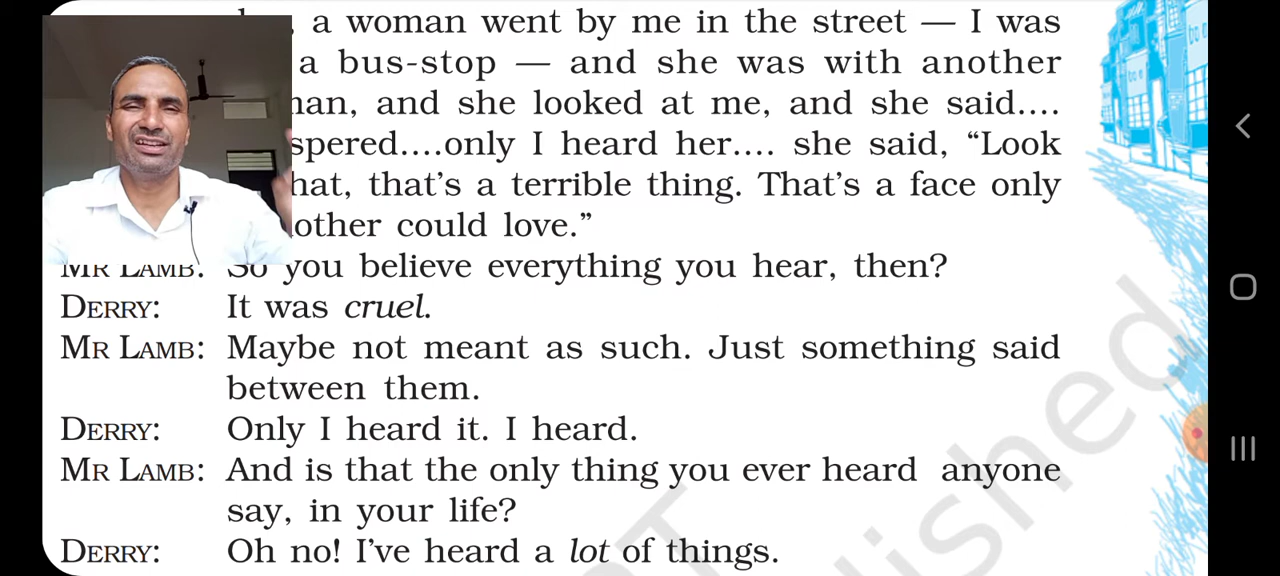 a woman went by me in the street — I was
a bus-stop — and she was with another
and she looked at me, and she said....
only I heard her.... she said, “Look
that's a terrible thing. That's a face only
could love.”
MR LAMB: So you believe everything you hear, then?
DERRY: It was cruel.
MR LAMB: Maybe not meant as such. Just something said
between them.
DERRY: Only I heard it. I heard.
MR LAMB: And is that the only thing you ever heard anyone
say, in your life?
DERRY: Oh no! I've heard a lot of things.